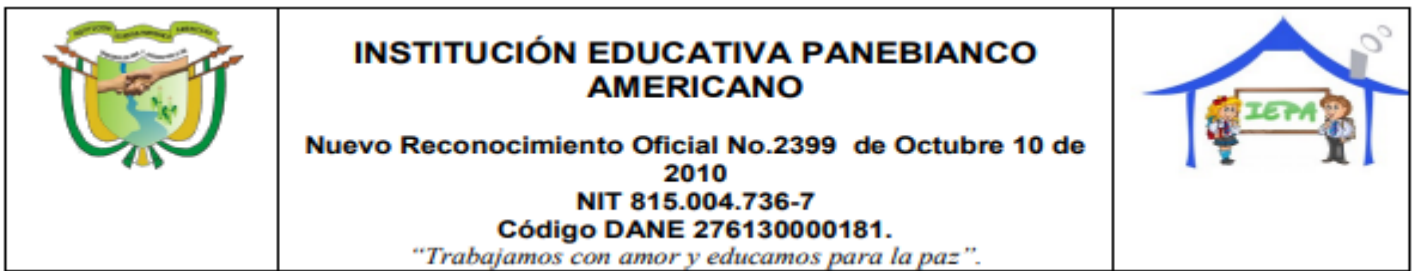 INSTITUCIÓN EDUCATIVA PANEBIANCO
AMERICANO
Nuevo Reconocimiento Oficial No.2399 de Octubre 10 de
2010
NIT 815.004.736-7
Código DANE 276130000181.
“Trabajamos con amor y educamos para la paz”.
IEPA